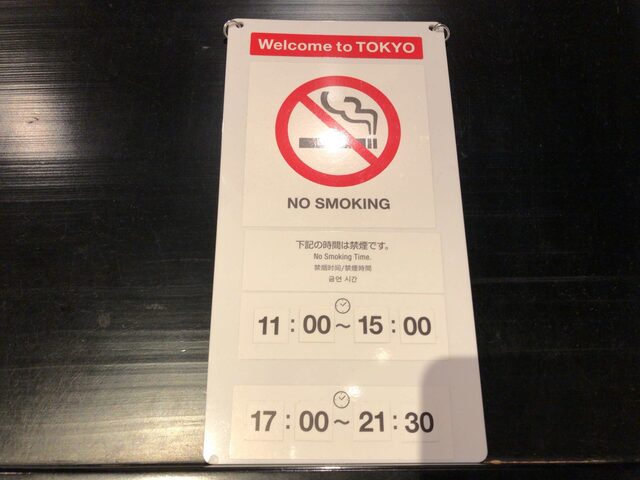 Welcome to TOKYO
NO SMOKING
下記の時間は禁煙です。
No Smoking Time.
禁烟时间/禁煙時間
금연 시간
11:00～15:00
17:00～21:30